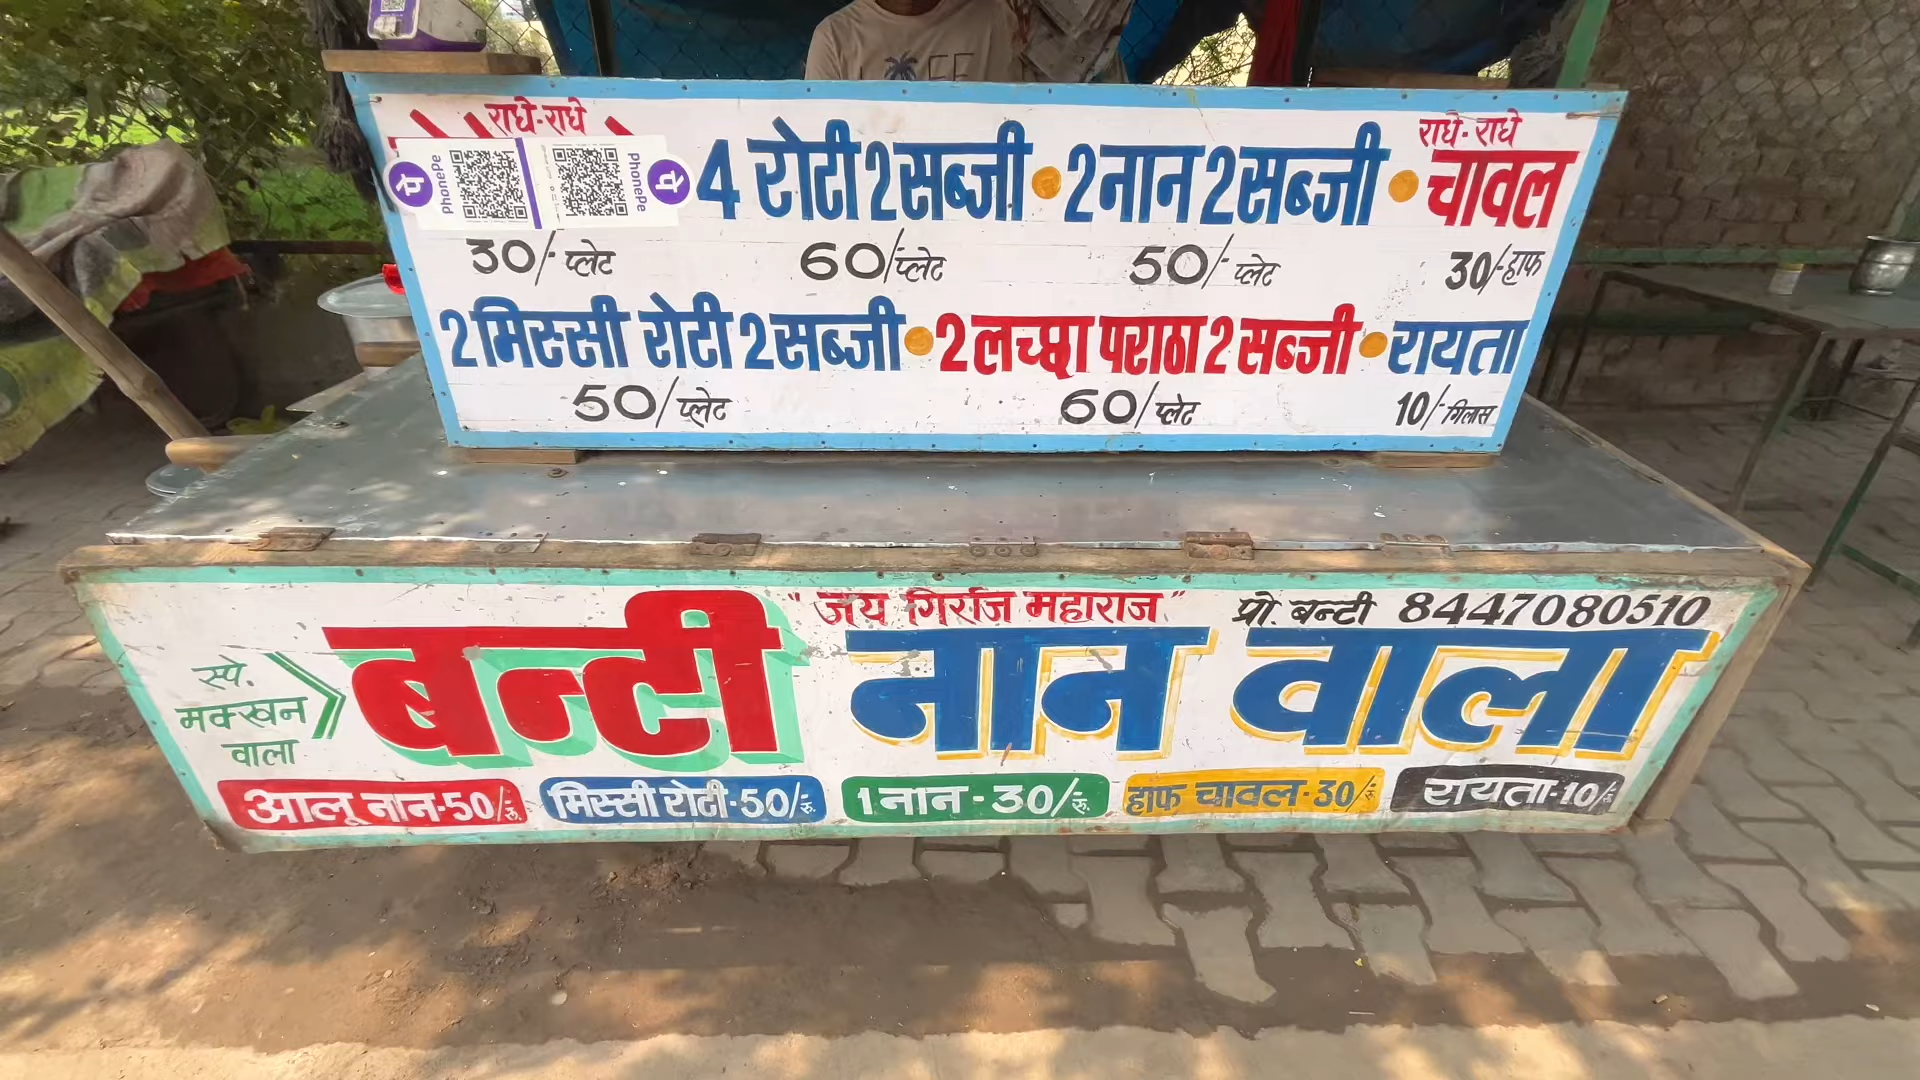 राधे-राधे
राधे-राधे
PhonePe PhonePe 4 रोटी 2 सब्जी • 2 नान 2 सब्जी • चावल
30/- प्लेट 60/- प्लेट 50/- प्लेट 30/- हाफ
2 मिस्सी रोटी 2 सब्जी • 2 लच्छा पराठा 2 सब्जी • रायता
50/ प्लेट 60/ प्लेट 10/- गिलास
"जय गिर्राज महाराज" प्रो. बन्टी 8447080510
स्पे. मक्खन वाला
बन्टी नान वाला
आलू नान-50/-रु. मिस्सी रोटी-50/-रु. 1 नान-30/-रु. हाफ चावल-30/- रायता-10/-रु.